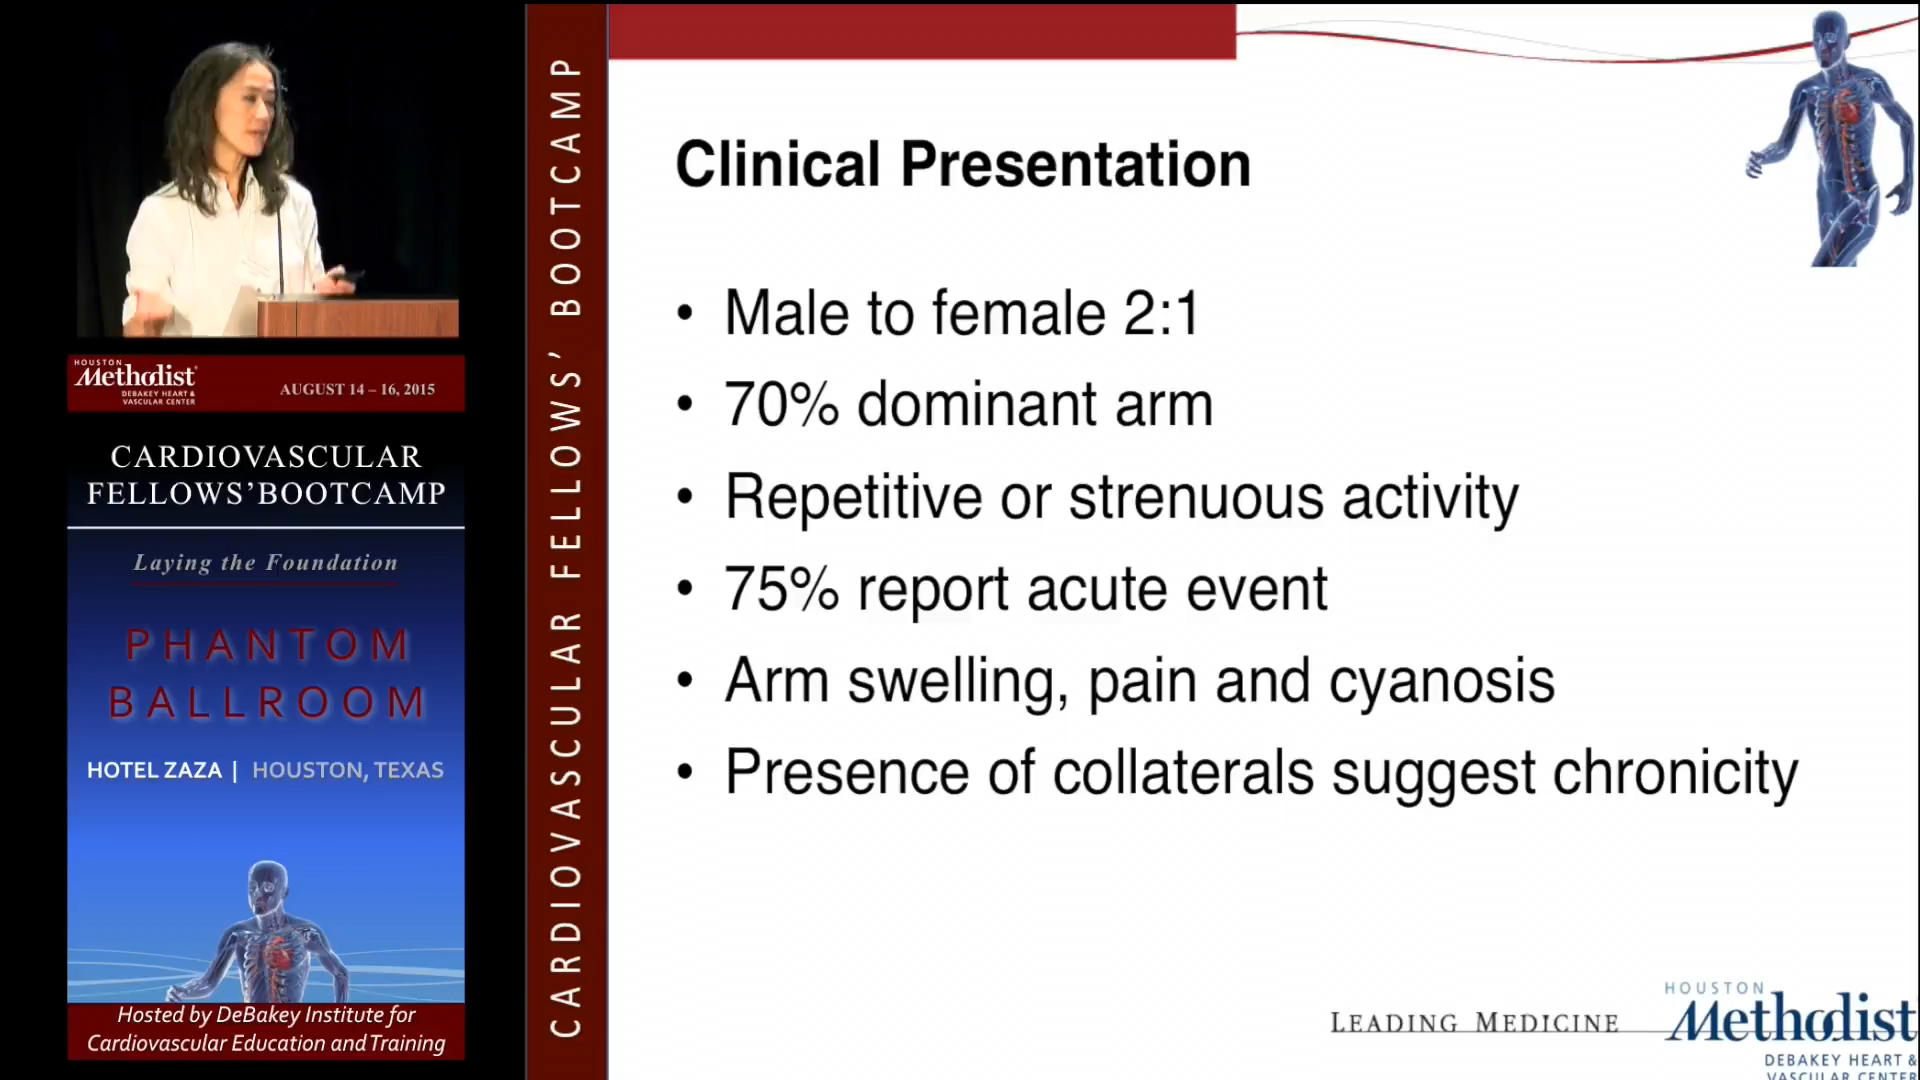 HOUSTON
Methodist
DEBAKEY HEART &
VASCULAR CENTER
AUGUST 14 – 16, 2015
CARDIOVASCULAR
FELLOWS'BOOTCAMP
Laying the Foundation
PHANTOM
BALLROOM
HOTEL ZAZA | HOUSTON, TEXAS
Hosted by DeBakey Institute for
Cardiovascular Education and Training
CARDIOVASCULAR FELLOWS' BOOTCAMP
Clinical Presentation
• Male to female 2:1
• 70% dominant arm
• Repetitive or strenuous activity
• 75% report acute event
• Arm swelling, pain and cyanosis
• Presence of collaterals suggest chronicity
LEADING MEDICINE
HOUSTON
Methodist
DEBAKEY HEART &
VASCULAR CENTER